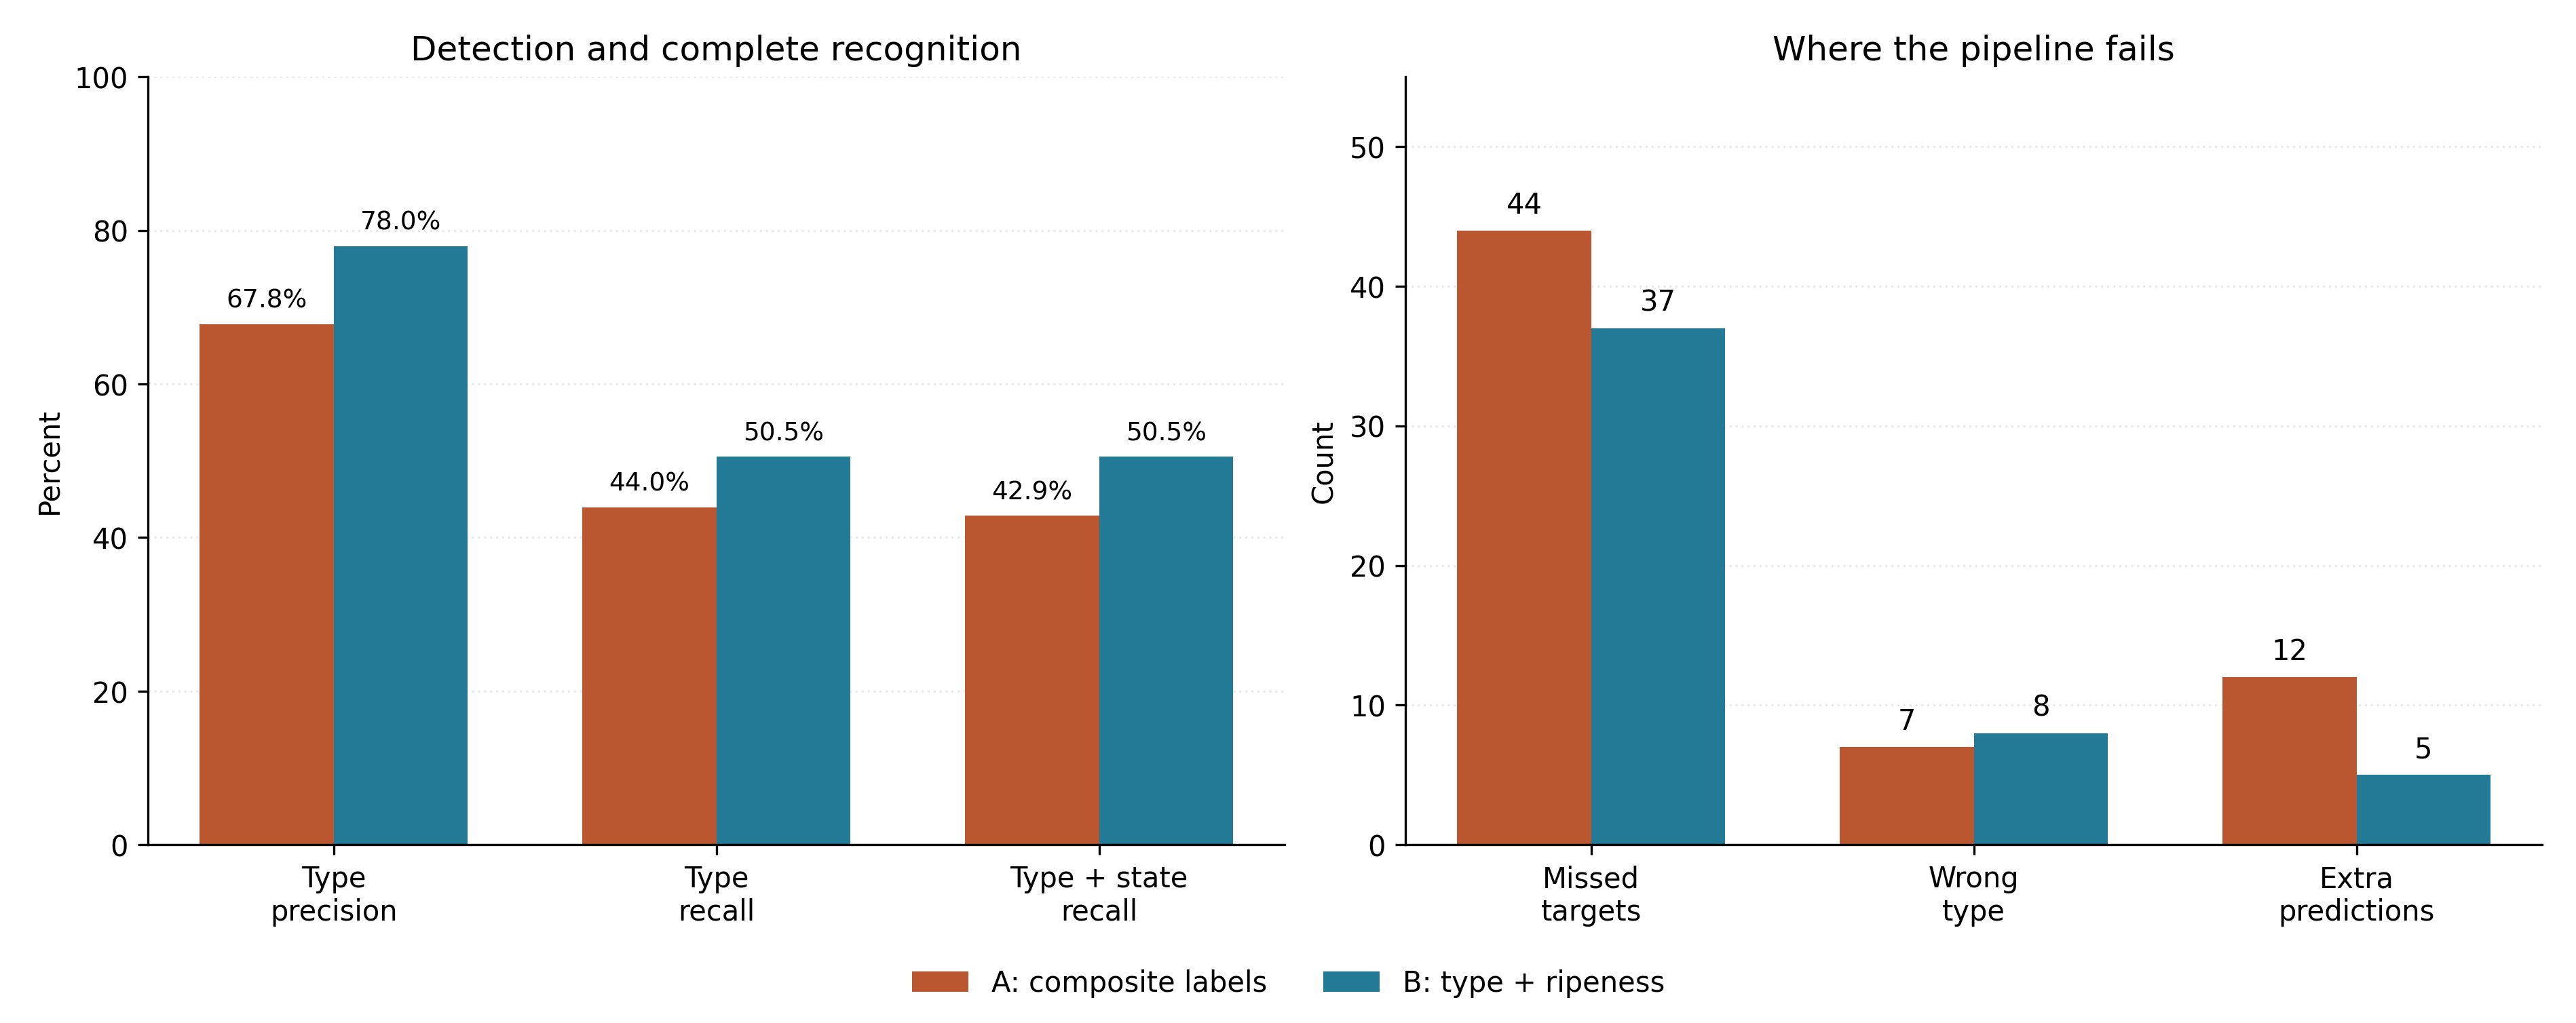 Detection and complete recognition
Percent
100
80
60
40
20
0
67.8%
78.0%
44.0%
50.5%
42.9%
50.5%
Type
precision
Type
recall
Type + state
recall
Where the pipeline fails
Count
50
40
30
20
10
0
44
37
7
8
12
5
Missed
targets
Wrong
type
Extra
predictions
A: composite labels
B: type + ripeness